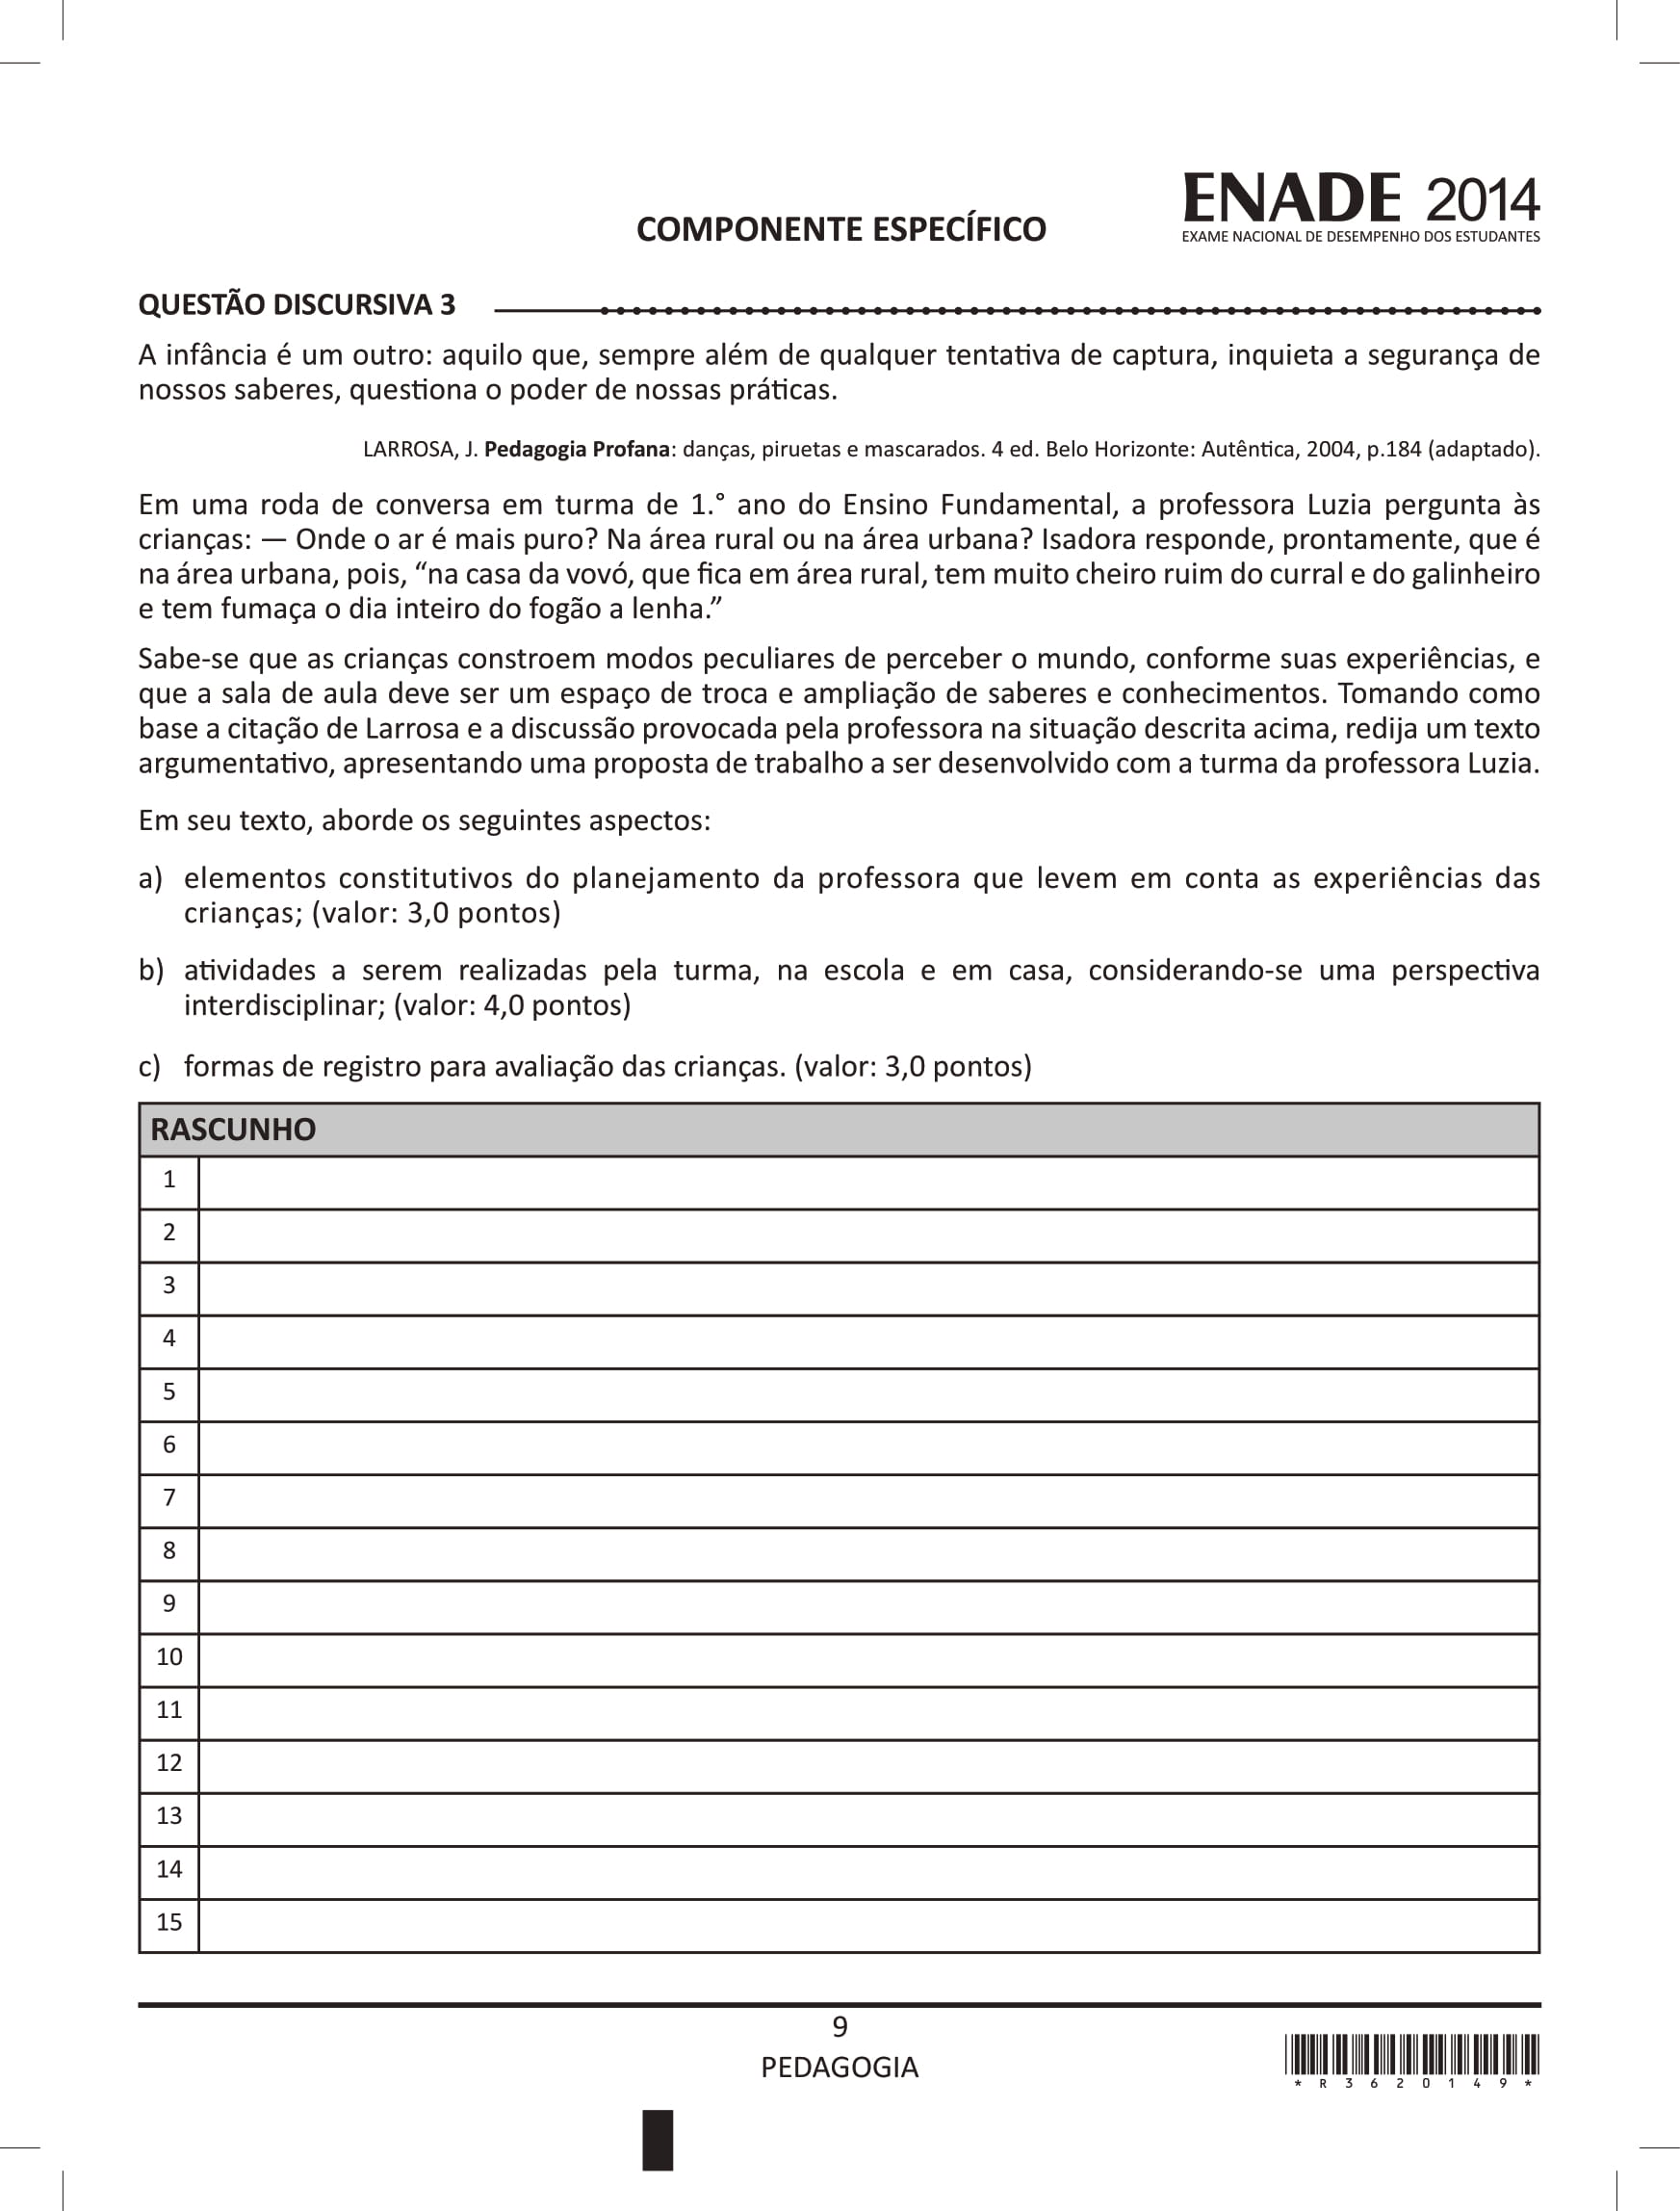 ENADE 2014
EXAME NACIONAL DE DESEMPENHO DOS ESTUDANTES
COMPONENTE ESPECÍFICO
QUESTÃO DISCURSIVA 3
A infância é um outro: aquilo que, sempre além de qualquer tentativa de captura, inquieta a segurança de
nossos saberes, questiona o poder de nossas práticas.
LARROSA, J. Pedagogia Profana: danças, piruetas e mascarados. 4 ed. Belo Horizonte: Autêntica, 2004, p.184 (adaptado).
Em uma roda de conversa em turma de 1.° ano do Ensino Fundamental, a professora Luzia pergunta às
crianças: — Onde o ar é mais puro? Na área rural ou na área urbana? Isadora responde, prontamente, que é
na área urbana, pois, “na casa da vovó, que fica em área rural, tem muito cheiro ruim do curral e do galinheiro
e tem fumaça o dia inteiro do fogão a lenha.”
Sabe-se que as crianças constroem modos peculiares de perceber o mundo, conforme suas experiências, e
que a sala de aula deve ser um espaço de troca e ampliação de saberes e conhecimentos. Tomando como
base a citação de Larrosa e a discussão provocada pela professora na situação descrita acima, redija um texto
argumentativo, apresentando uma proposta de trabalho a ser desenvolvido com a turma da professora Luzia.
Em seu texto, aborde os seguintes aspectos:
a) elementos constitutivos do planejamento da professora que levem em conta as experiências das
crianças; (valor: 3,0 pontos)
b) atividades a serem realizadas pela turma, na escola e em casa, considerando-se uma perspectiva
interdisciplinar; (valor: 4,0 pontos)
c) formas de registro para avaliação das crianças. (valor: 3,0 pontos)
RASCUNHO
1
2
3
4
5
6
7
8
9
10
11
12
13
14
15
9
PEDAGOGIA
* R 3 6 2 0 1 4 9 *